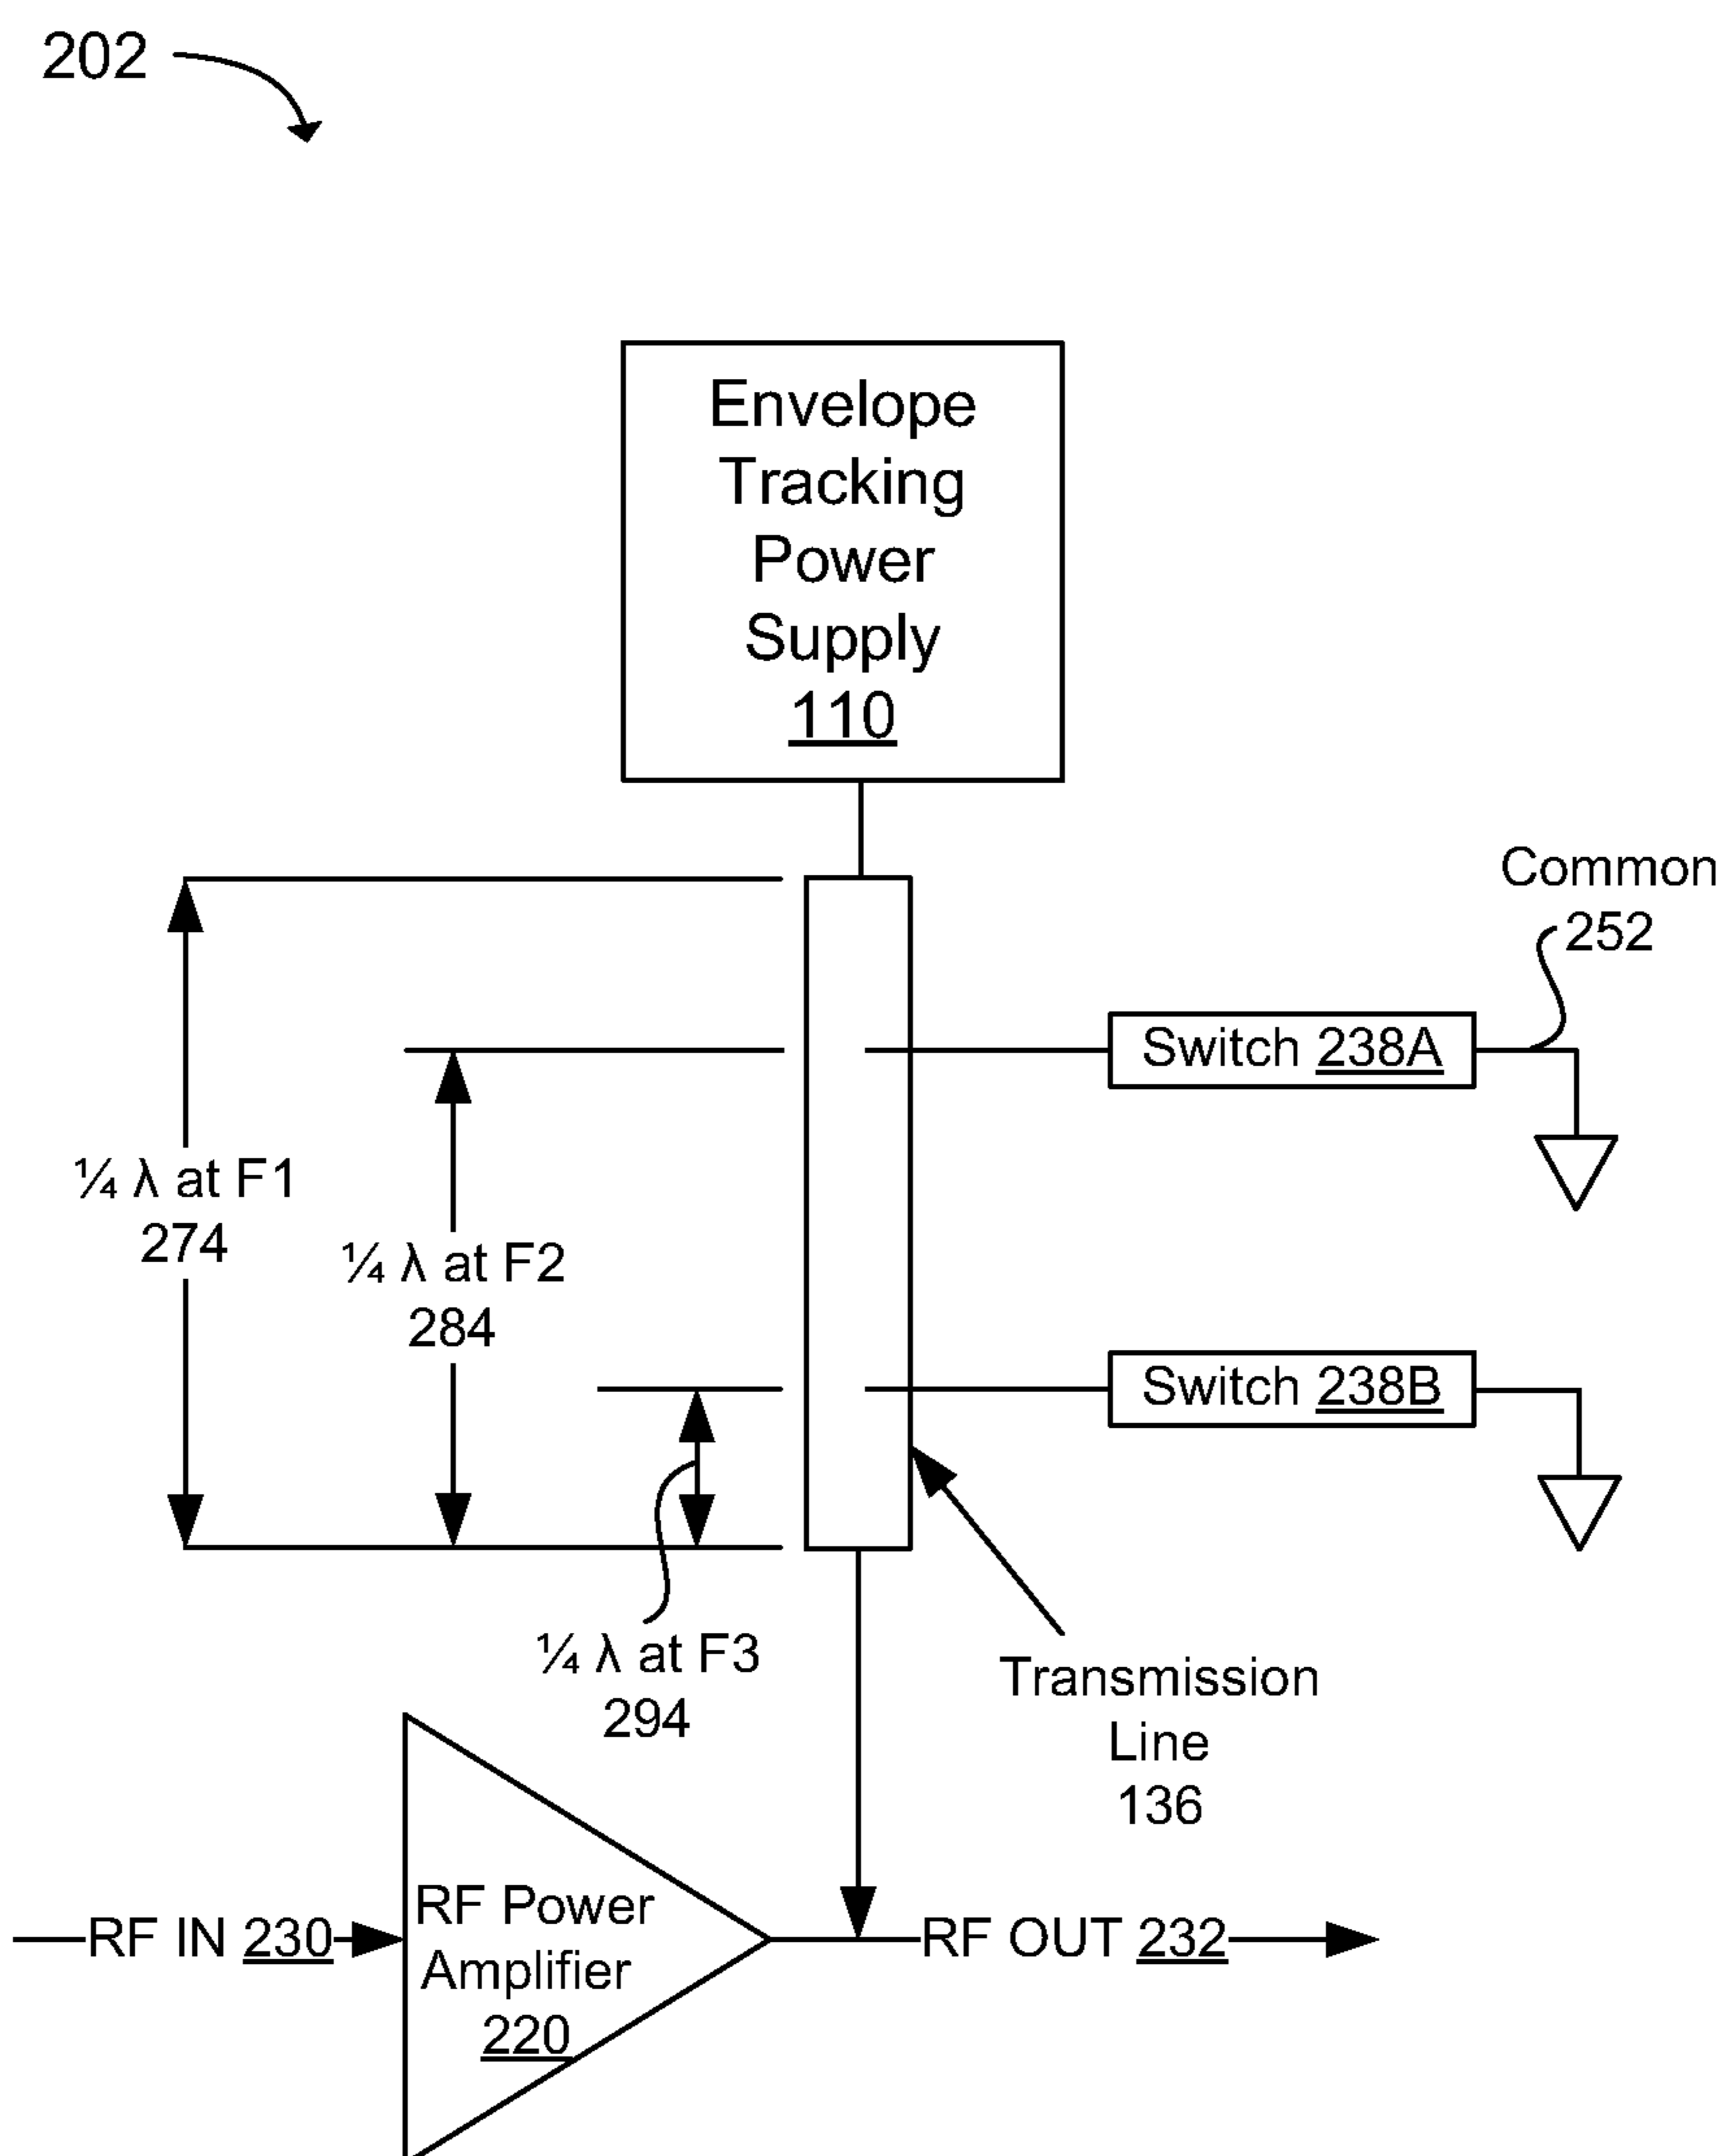 202
Envelope
Tracking
Power
Supply
110
Common
252
Switch 238A
¼ λ at F1
274
¼ λ at F2
284
Switch 238B
¼ λ at F3
294
Transmission
Line
136
RF IN 230
RF Power
Amplifier
220
RF OUT 232